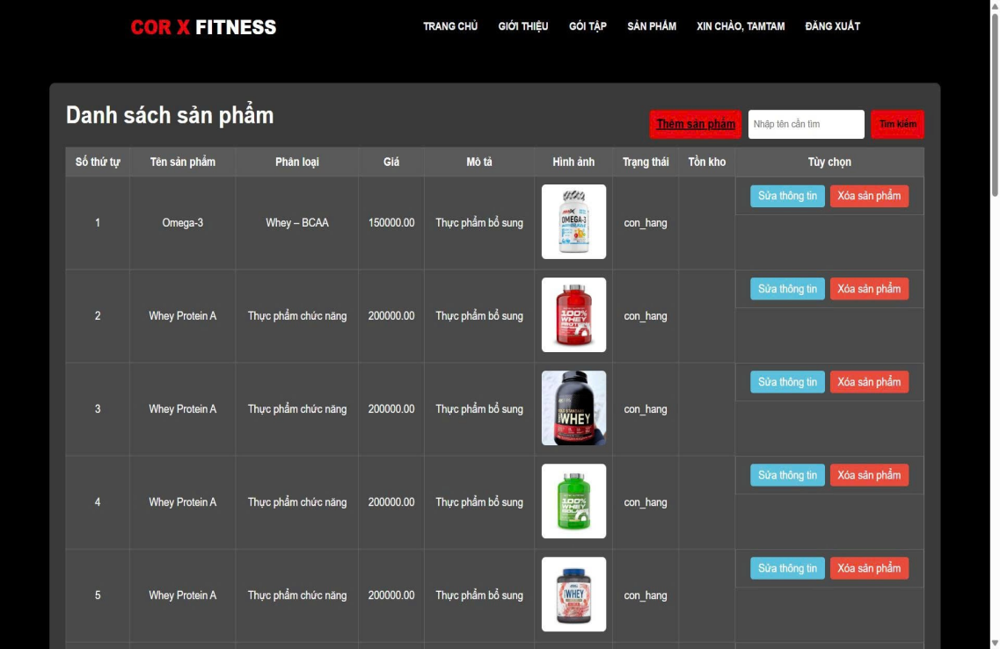 COR X FITNESS
TRANG CHỦ GIỚI THIỆU GÓI TẬP SẢN PHẨM XIN CHÀO, TAMTAM ĐĂNG XUẤT
Danh sách sản phẩm
Thêm sản phẩm Nhập tên cần tìm Tìm kiếm
Số thứ tự Tên sản phẩm Phân loại Giá Mô tả Hình ảnh Trạng thái Tồn kho Tùy chọn
Sửa thông tin Xóa sản phẩm
1 Omega-3 Whey – BCAA 150000.00 Thực phẩm bổ sung OMEGA-3 con_hang
Sửa thông tin Xóa sản phẩm
2 Whey Protein A Thực phẩm chức năng 200000.00 Thực phẩm bổ sung 100% WHEY PROTEIN con_hang
Sửa thông tin Xóa sản phẩm
3 Whey Protein A Thực phẩm chức năng 200000.00 Thực phẩm bổ sung WHEY con_hang
Sửa thông tin Xóa sản phẩm
4 Whey Protein A Thực phẩm chức năng 200000.00 Thực phẩm bổ sung 100% WHEY con_hang
Sửa thông tin Xóa sản phẩm
5 Whey Protein A Thực phẩm chức năng 200000.00 Thực phẩm bổ sung WHEY con_hang